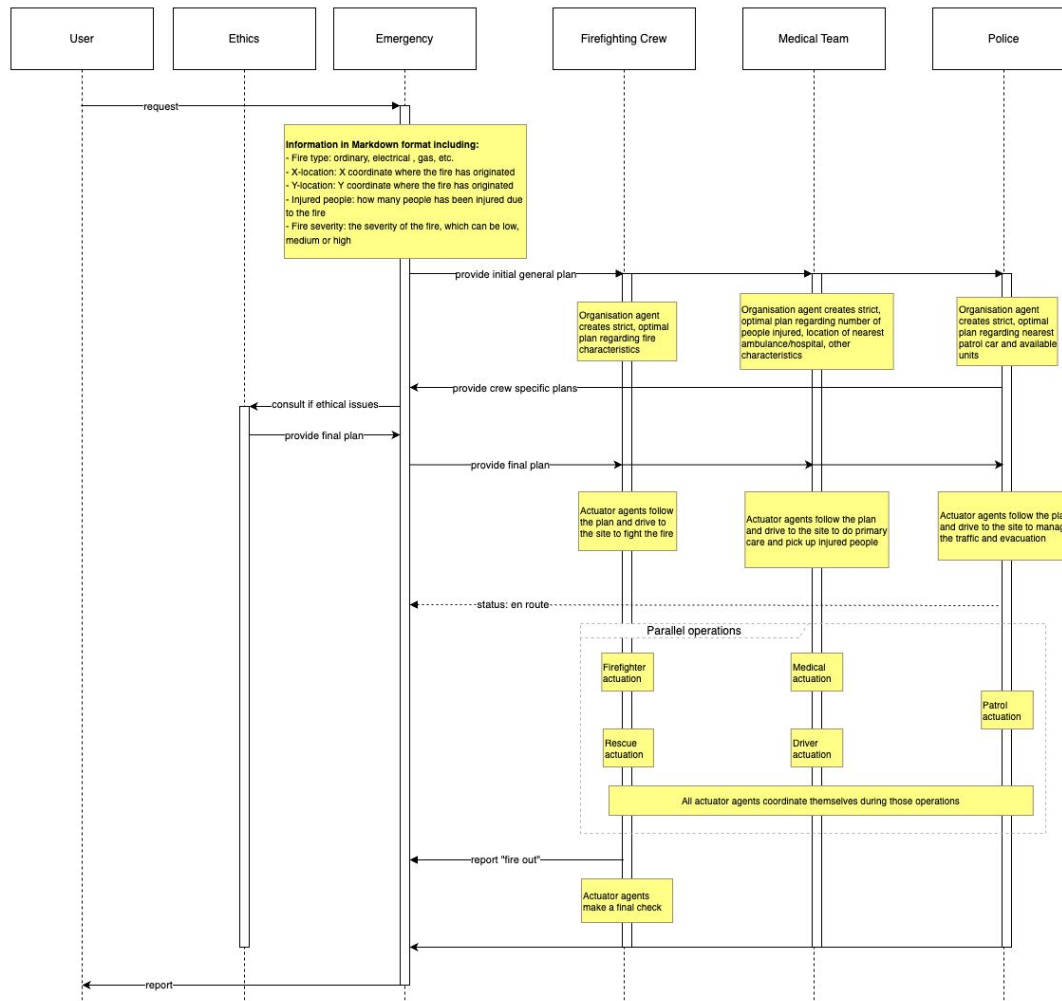 User
Ethics
Emergency
Firefighting Crew
Medical Team
Police
request
Information in Markdown format including:
- Fire type: ordinary, electrical , gas, etc.
- X-location: X coordinate where the fire has originated
- Y-location: Y coordinate where the fire has originated
- Injured people: how many people has been injured due
to the fire
- Fire severity: the severity of the fire, which can be low,
medium or high
provide initial general plan
Organisation agent
creates strict, optimal
plan regarding fire
characteristics
Organisation agent creates strict,
optimal plan regarding number of
people injured, location of nearest
ambulance/hospital, other
characteristics
Organisation agent
creates strict, optimal
plan regarding nearest
patrol car and available
units
provide crew specific plans
consult if ethical issues
provide final plan
provide final plan
Actuator agents follow
the plan and drive to
the site to fight the fire
Actuator agents follow the plan
and drive to the site to do primary
care and pick up injured people
Actuator agents follow the pla
and drive to the site to manag
the traffic and evacuation
status: en route
Parallel operations
Firefighter
actuation
Medical
actuation
Patrol
actuation
Rescue
actuation
Driver
actuation
All actuator agents coordinate themselves during those operations
report "fire out"
Actuator agents
make a final check
report